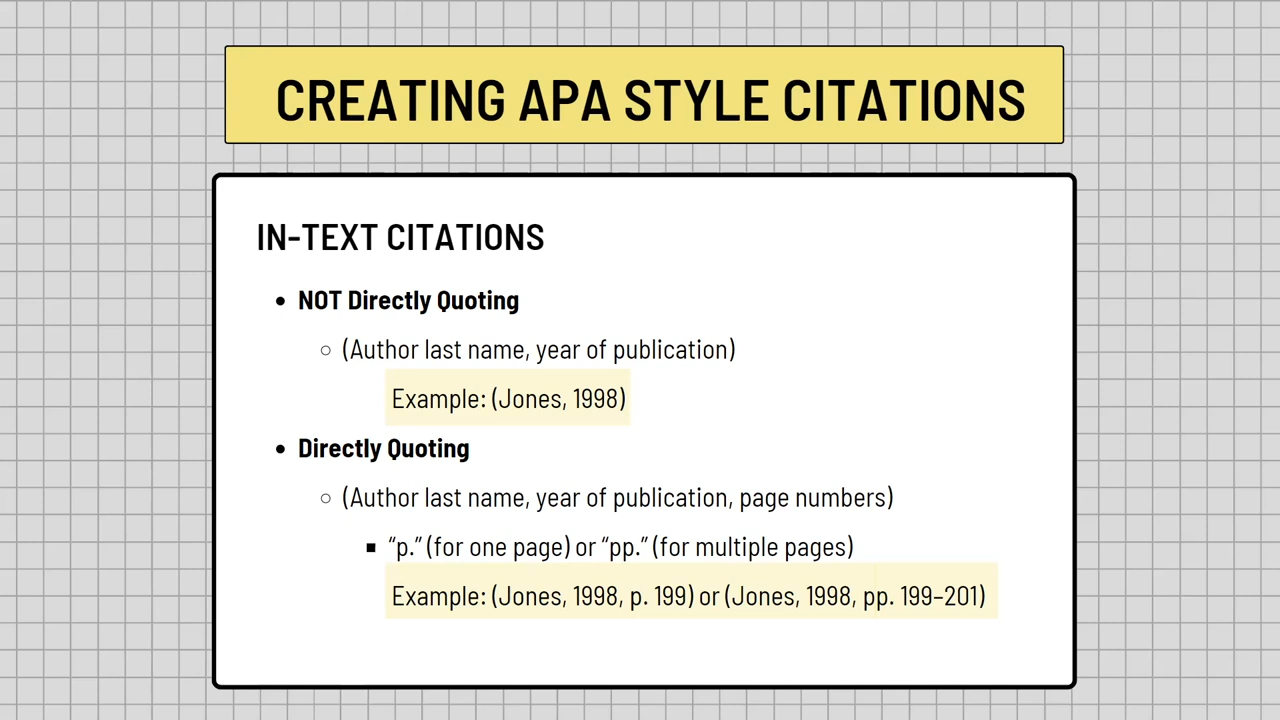 CREATING APA STYLE CITATIONS
IN-TEXT CITATIONS
• NOT Directly Quoting
○ (Author last name, year of publication)
Example: (Jones, 1998)
• Directly Quoting
○ (Author last name, year of publication, page numbers)
■ “p.” (for one page) or “pp.” (for multiple pages)
Example: (Jones, 1998, p. 199) or (Jones, 1998, pp. 199–201)